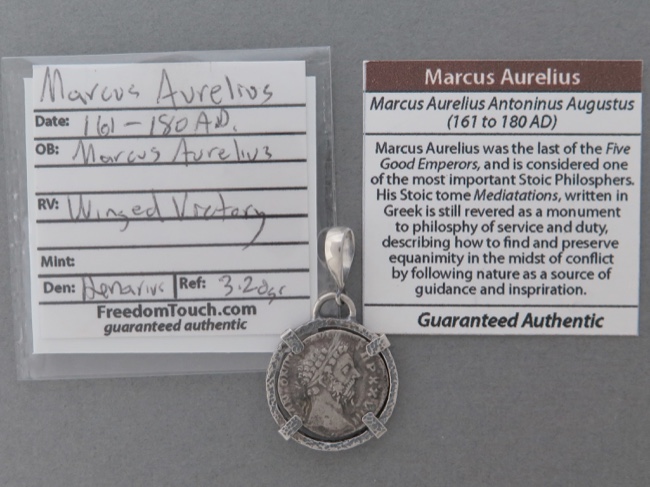 Marcus Aurelius
Date: 161 - 180 A.D.
OB: Marcus Aurelius
RV: Winged Victory
Mint:
Den: Denarius Ref: 3.20gr
FreedomTouch.com
guaranteed authentic
Marcus Aurelius
Marcus Aurelius Antoninus Augustus
(161 to 180 AD)
Marcus Aurelius was the last of the Five
Good Emperors, and is considered one
of the most important Stoic Philosphers.
His Stoic tome Mediatations, written in
Greek is still revered as a monument
to philosphy of service and duty,
describing how to find and preserve
equanimity in the midst of conflict
by following nature as a source of
guidance and inspriration.
Guaranteed Authentic